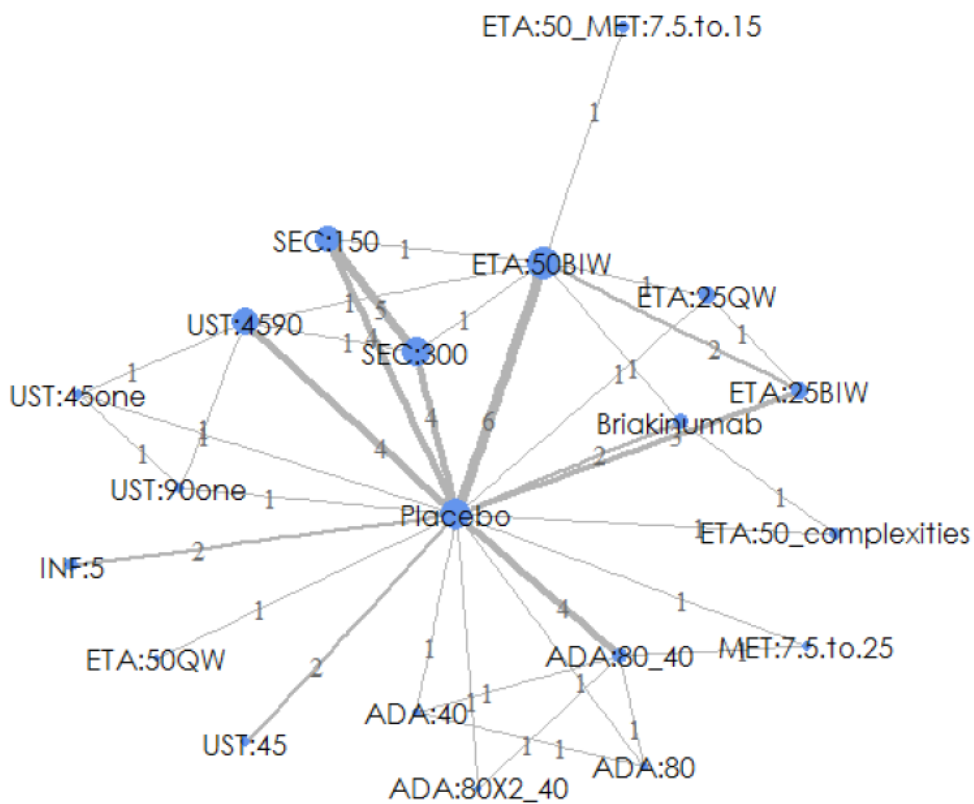 ETA:50_MET:7.5.to.15
1
SEC:150
1
ETA:50BIW
1
ETA:25QW
1
5
UST:4590
1
4
SEC:300
1
1
2
ETA:25BIW
1
UST:45one
4
6
1
1
Briakinumab
1
1
1
4
2
3
UST:90one
1
Placebo
1
1
ETA:50_complexities
INF:5
2
1
4
1
ETA:50QW
2
1
ADA:80_40
1
MET:7.5.to.25
UST:45
ADA:40
1
1
1
1
1
1
ADA:80
ADA:80X2_40